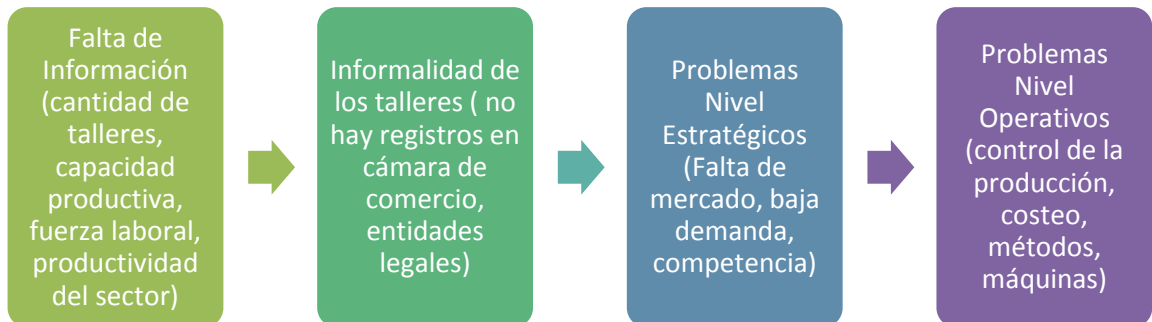 Falta de
Información
(cantidad de
talleres,
capacidad
productiva,
fuerza laboral,
productividad
del sector)
Informalidad de
los talleres ( no
hay registros en
cámara de
comercio,
entidades
legales)
Problemas
Nivel
Estratégicos
(Falta de
mercado, baja
demanda,
competencia)
Problemas
Nivel
Operativos
(control de la
producción,
costeo,
métodos,
máquinas)